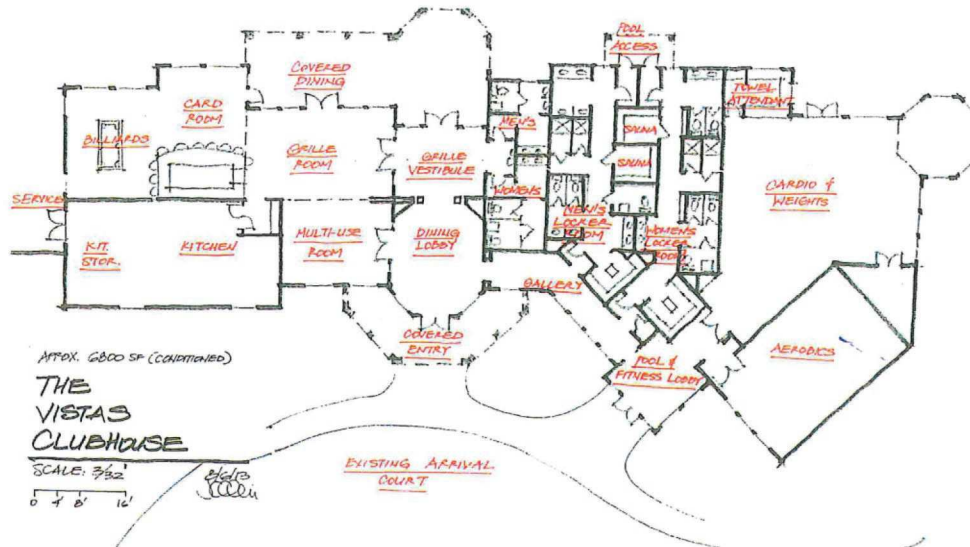 POOL
ACCESS
COVERED
DINING
TOWEL
ATTENDANT
CARD
ROOM
MEN'S
BILLIARDS
SAUNA
GRILLE
ROOM
GRILLE
VESTIBULE
SAUNA
CARDIO &
WEIGHTS
WOMEN'S
SERVICE
MEN'S
LOCKER
ROOM
WOMEN'S
LOCKER
ROOM
KIT.
STOR.
KITCHEN
MULTI-USE
ROOM
DINING
LOBBY
GALLERY
COVERED
ENTRY
AEROBICS
POOL &
FITNESS LOBBY
APPOX. 6800 SF (CONDITIONED)
THE
VISTAS
CLUBHOUSE
SCALE: 3/32'
0 4' 8' 16'
EXISTING ARRIVAL
COURT